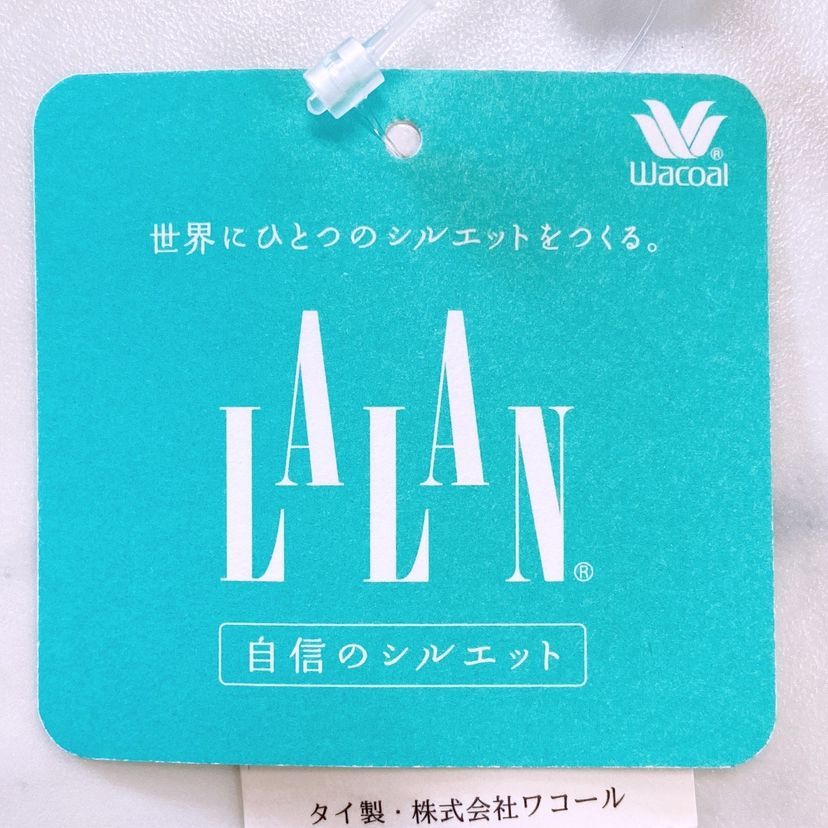 Wacoal®
世界にひとつのシルエットをつくる。
LALAN®
自信のシルエット
タイ製・株式会社ワコール